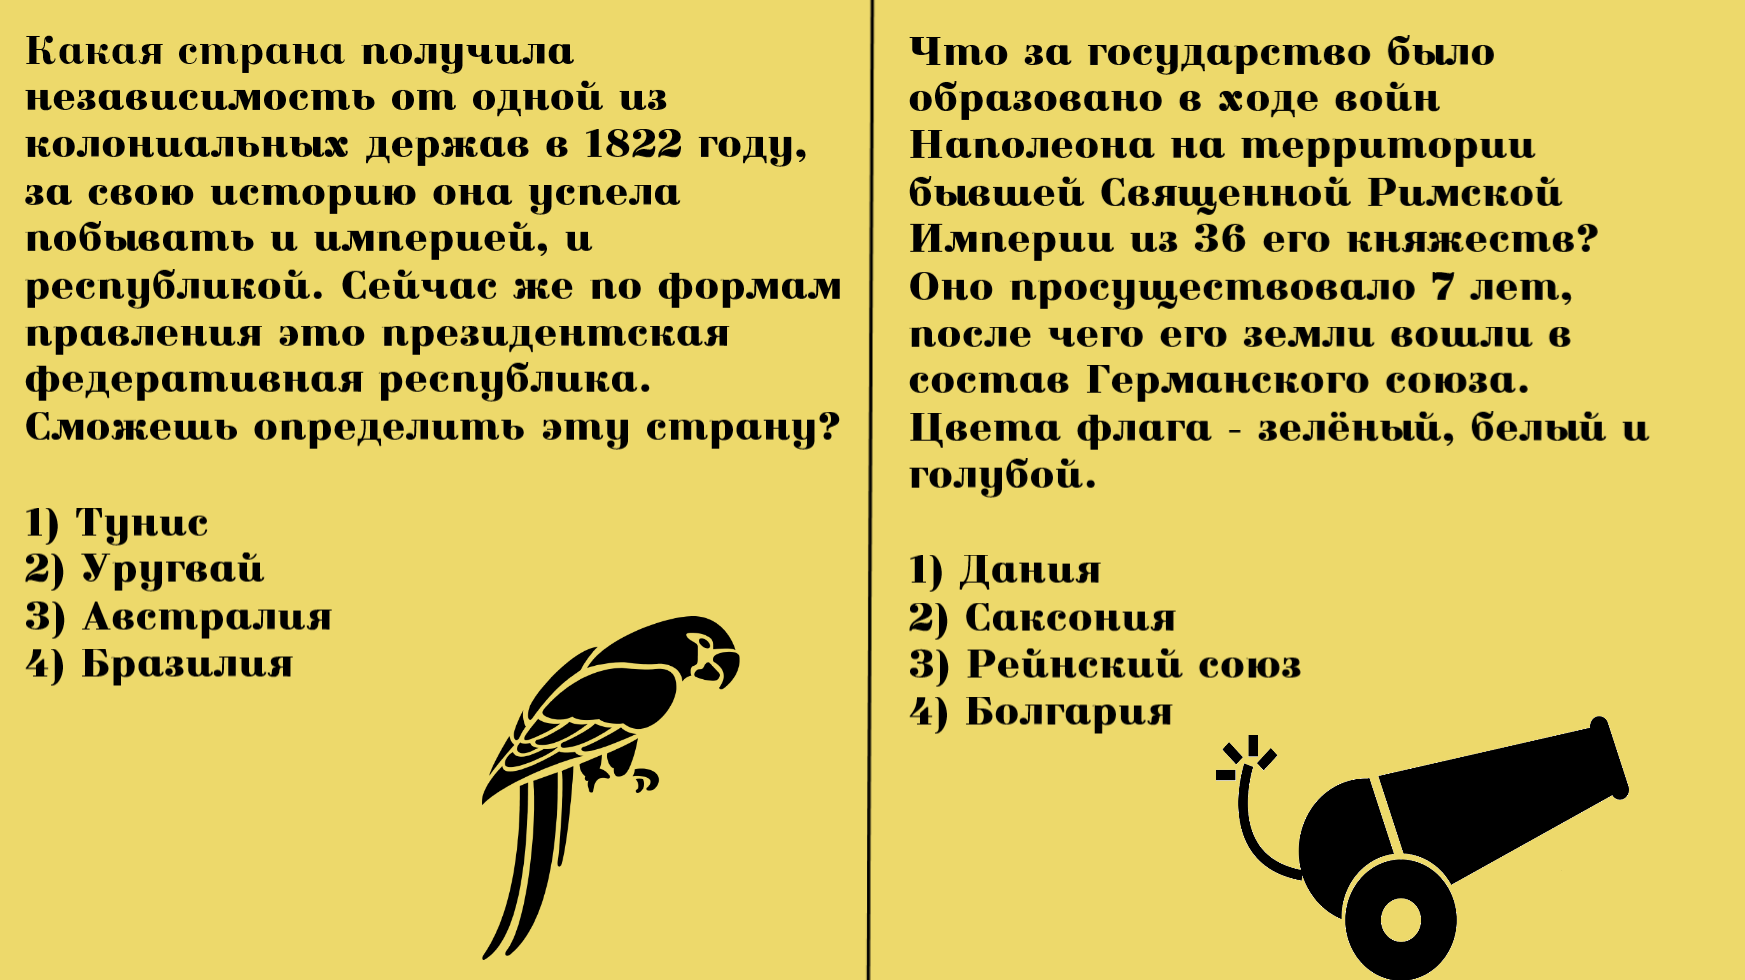 Какая страна получила
независимость от одной из
колониальных держав в 1822 году,
за свою историю она успела
побывать и империей, и
республикой. Сейчас же по формам
правления это президентская
федеративная республика.
Сможешь определить эту страну?
1) Тунис
2) Уругвай
3) Австралия
4) Бразилия
Что за государство было
образовано в ходе войн
Наполеона на территории
бывшей Священной Римской
Империи из 36 его княжеств?
Оно просуществовало 7 лет,
после чего его земли вошли в
состав Германского союза.
Цвета флага - зелёный, белый и
голубой.
1) Дания
2) Саксония
3) Рейнский союз
4) Болгария